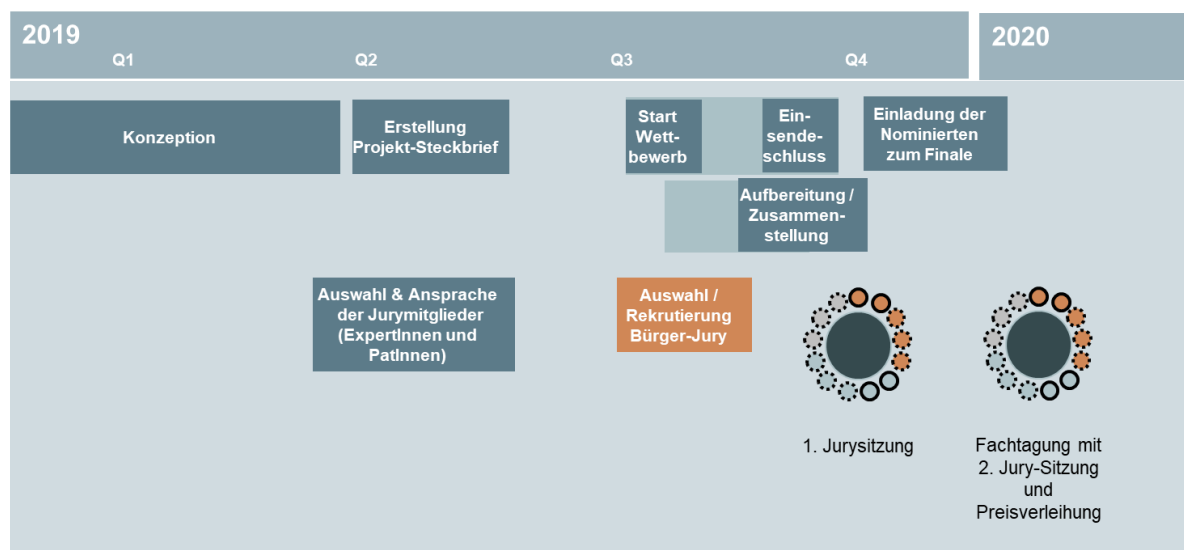 2019
2020
Q1
Q2
Q3
Q4
Konzeption
Erstellung
Projekt-Steckbrief
Start
Wett-
bewerb
Ein-
sende-
schluss
Einladung der
Nominierten
zum Finale
Aufbereitung /
Zusammen-
stellung
Auswahl & Ansprache
der Jurymitglieder
(ExpertInnen und
PatInnen)
Auswahl /
Rekrutierung
Bürger-Jury
1. Jurysitzung
Fachtagung mit
2. Jury-Sitzung
und
Preisverleihung